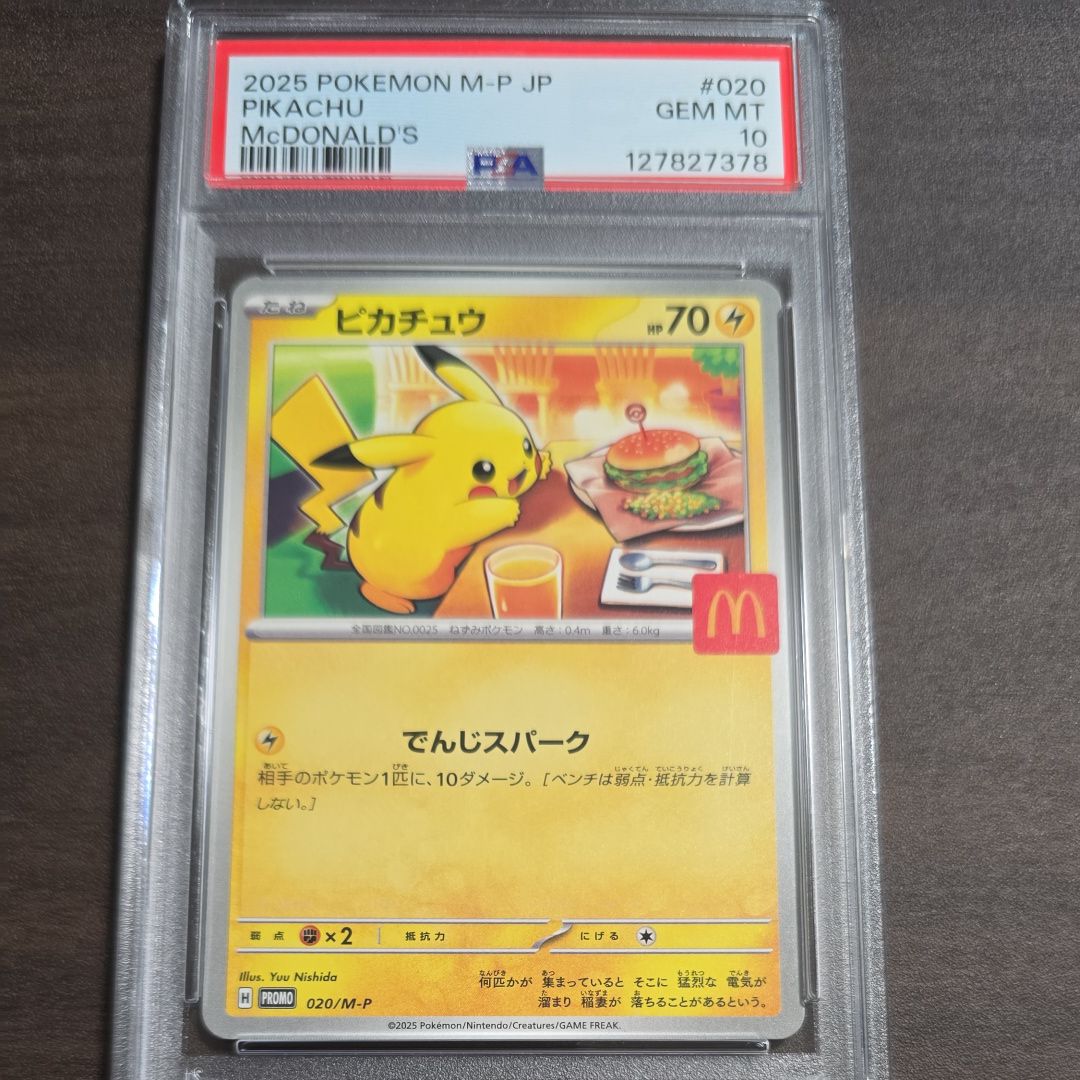 2025 POKEMON M-P JP #020
PIKACHU GEM MT
McDONALD'S 10
PSA 127827378
たね ピカチュウ HP70
全国図鑑NO.0025 ねずみポケモン 高さ:0.4m 重さ:6.0kg
でんじスパーク
相手のポケモン1匹に、10ダメージ。[ベンチは弱点・抵抗力を計算
しない。]
弱点 ×2 抵抗力 にげる
Illus. Yuu Nishida
何匹かが 集まっていると そこに 猛烈な 電気が
溜まり 稲妻が 落ちることがあるという。
H PROMO 020/M-P
©2025 Pokémon/Nintendo/Creatures/GAME FREAK.